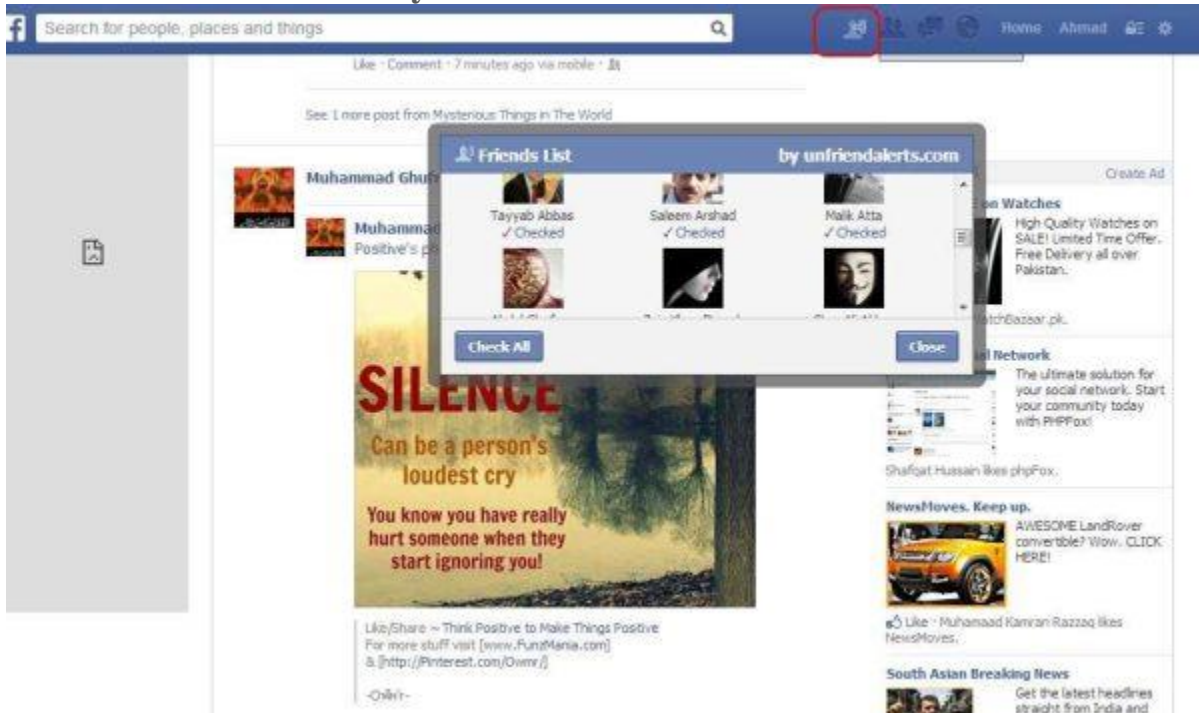 f
Search for people, places and things
Home Ahmad
Like · Comment · 7 minutes ago via mobile ·
See 1 more post from Mysterious Things in The World
Muhammad Ghuf
Muhammad
Positive's p
Friends List
by unfriendalerts.com
Tayyab Abbas
✓ Checked
Saleem Arshad
✓ Checked
Malik Atta
✓ Checked
Check All
Close
SILENCE
Can be a person's
loudest cry
You know you have really
hurt someone when they
start ignoring you!
Like/Share ~ Think Positive to Make Things Positive
For more stuff visit [www.FunzMania.com]
& [http://Pinterest.com/Ownr/]
Create Ad
on Watches
High Quality Watches on
SALE! Limited Time Offer.
Free Delivery all over
Pakistan.
tchBazaar.pk.
l Network
The ultimate solution for
your social network. Start
your community today
with PHPFox!
Shafqat Hussain likes phpFox.
NewsMoves. Keep up.
AWESOME LandRover
convertible? Wow. CLICK
HERE!
Like · Muhamaad Kamran Razzaq likes
NewsMoves.
South Asian Breaking News
Get the latest headlines
straight from India and